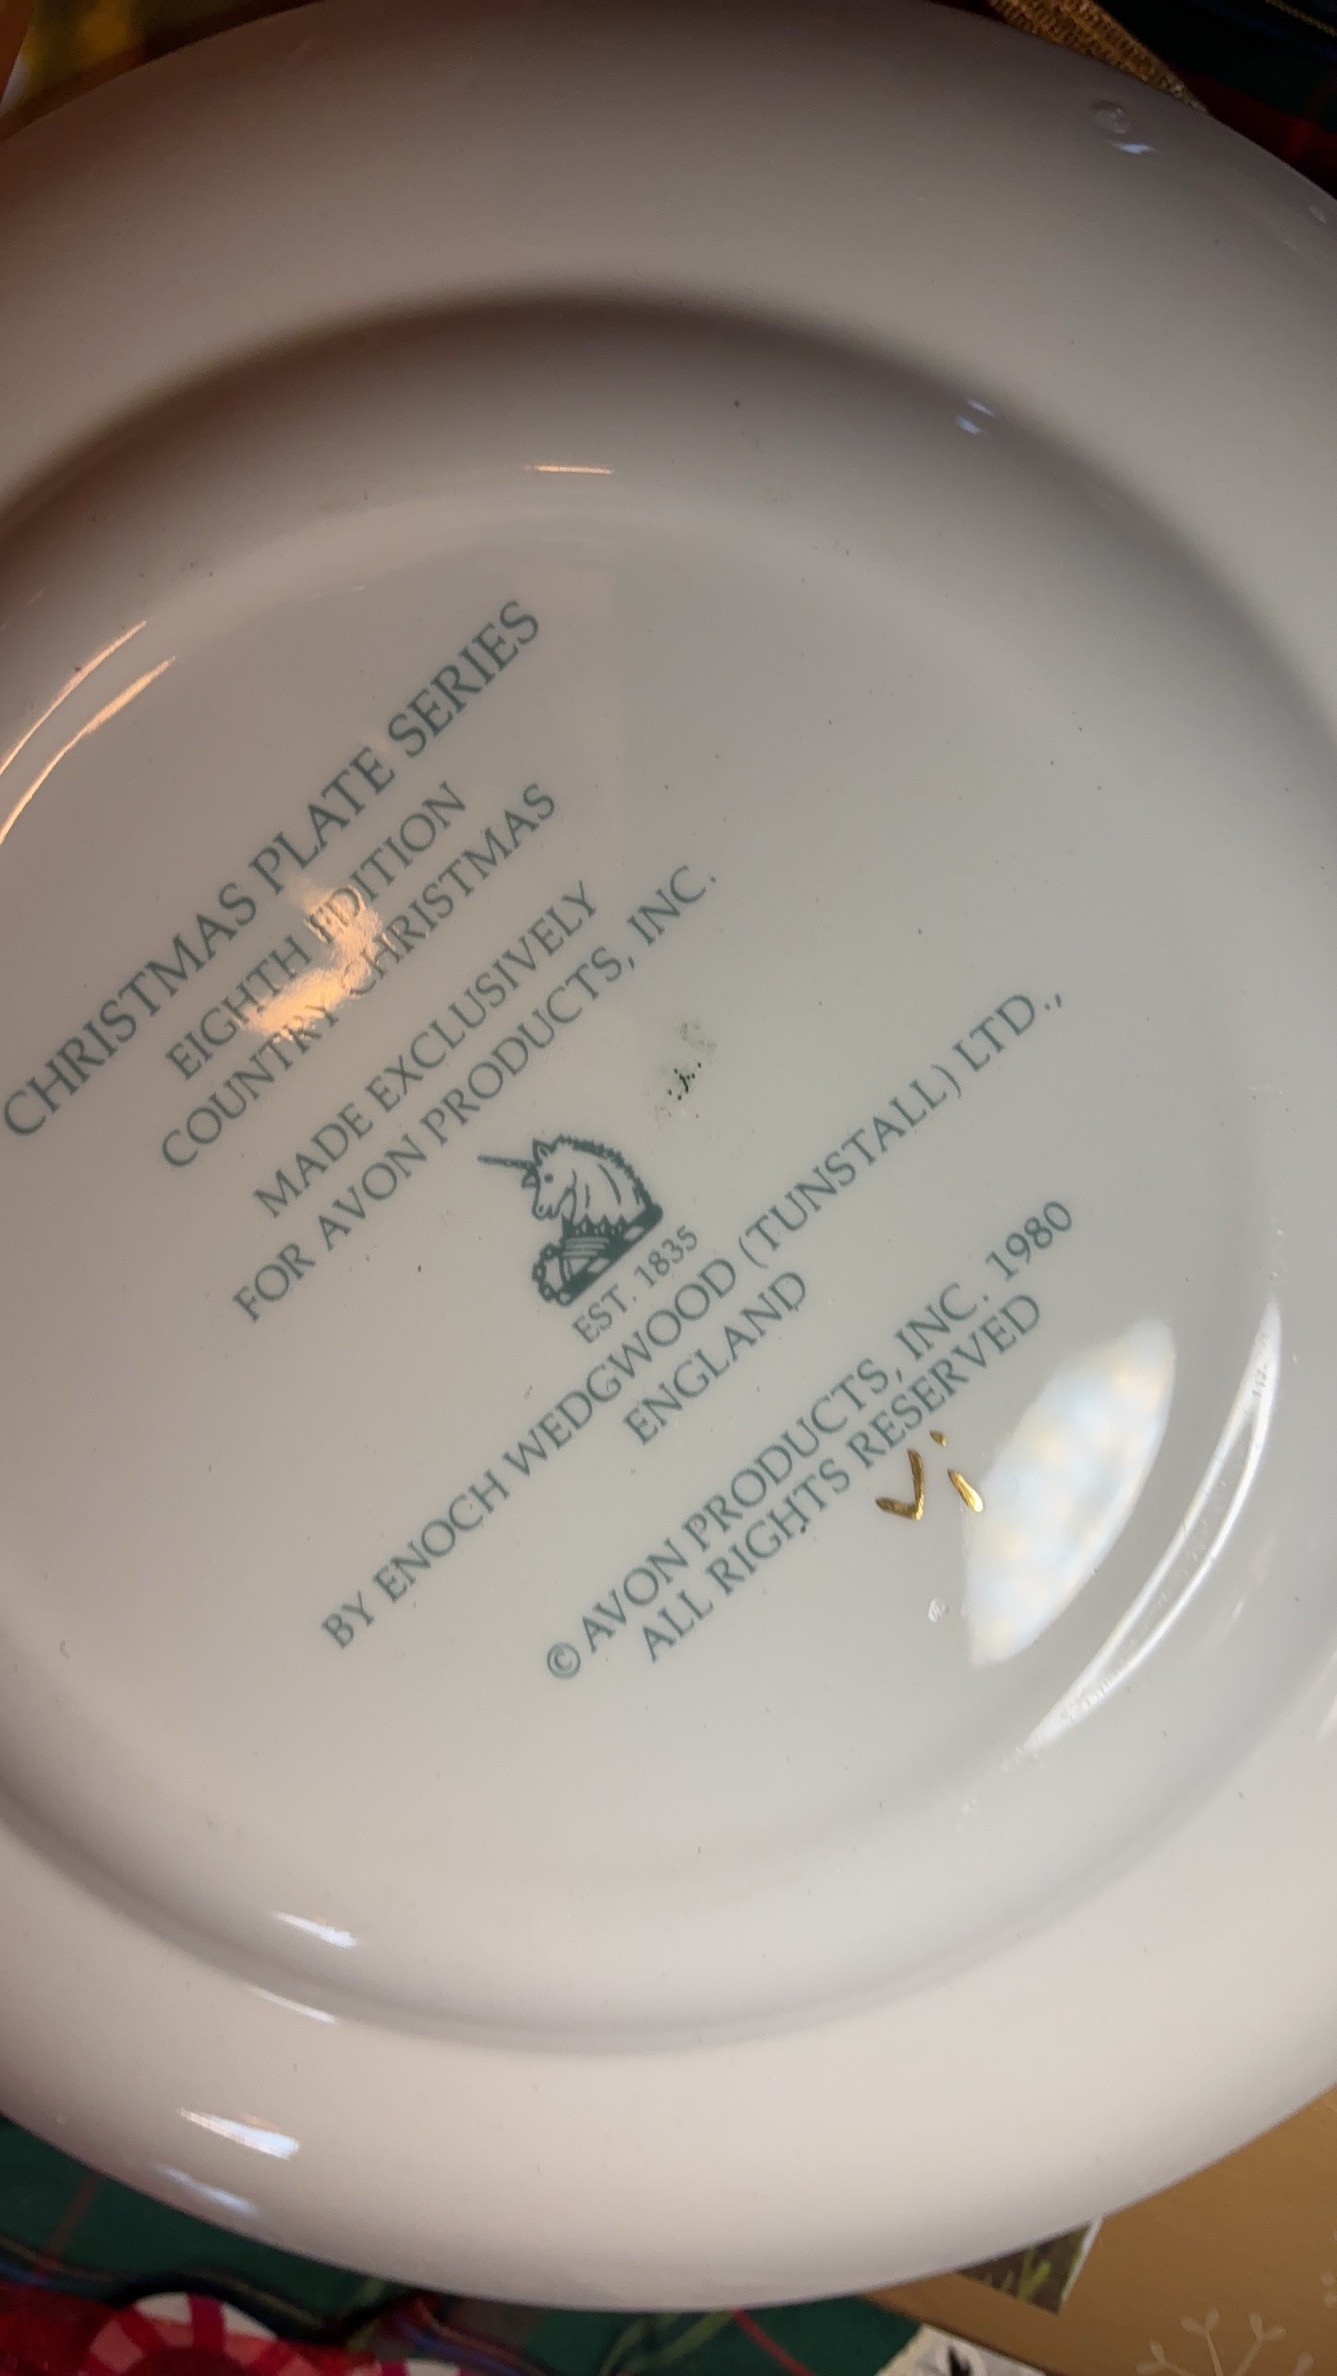 CHRISTMAS PLATE SERIES
EIGHTH EDITION
COUNTRY CHRISTMAS
MADE EXCLUSIVELY
FOR AVON PRODUCTS, INC.
EST. 1835
BY ENOCH WEDGWOOD (TUNSTALL) LTD.,
ENGLAND
© AVON PRODUCTS, INC. 1980
ALL RIGHTS RESERVED